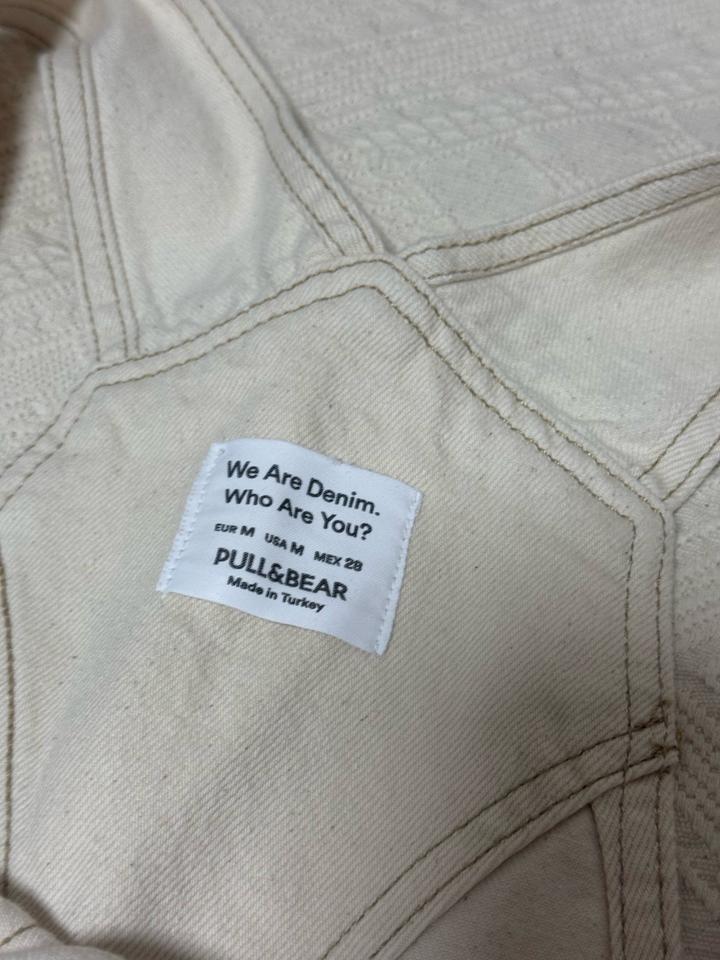 We Are Denim.
Who Are You?
EUR M USA M MEX 28
PULL&BEAR
Made in Turkey